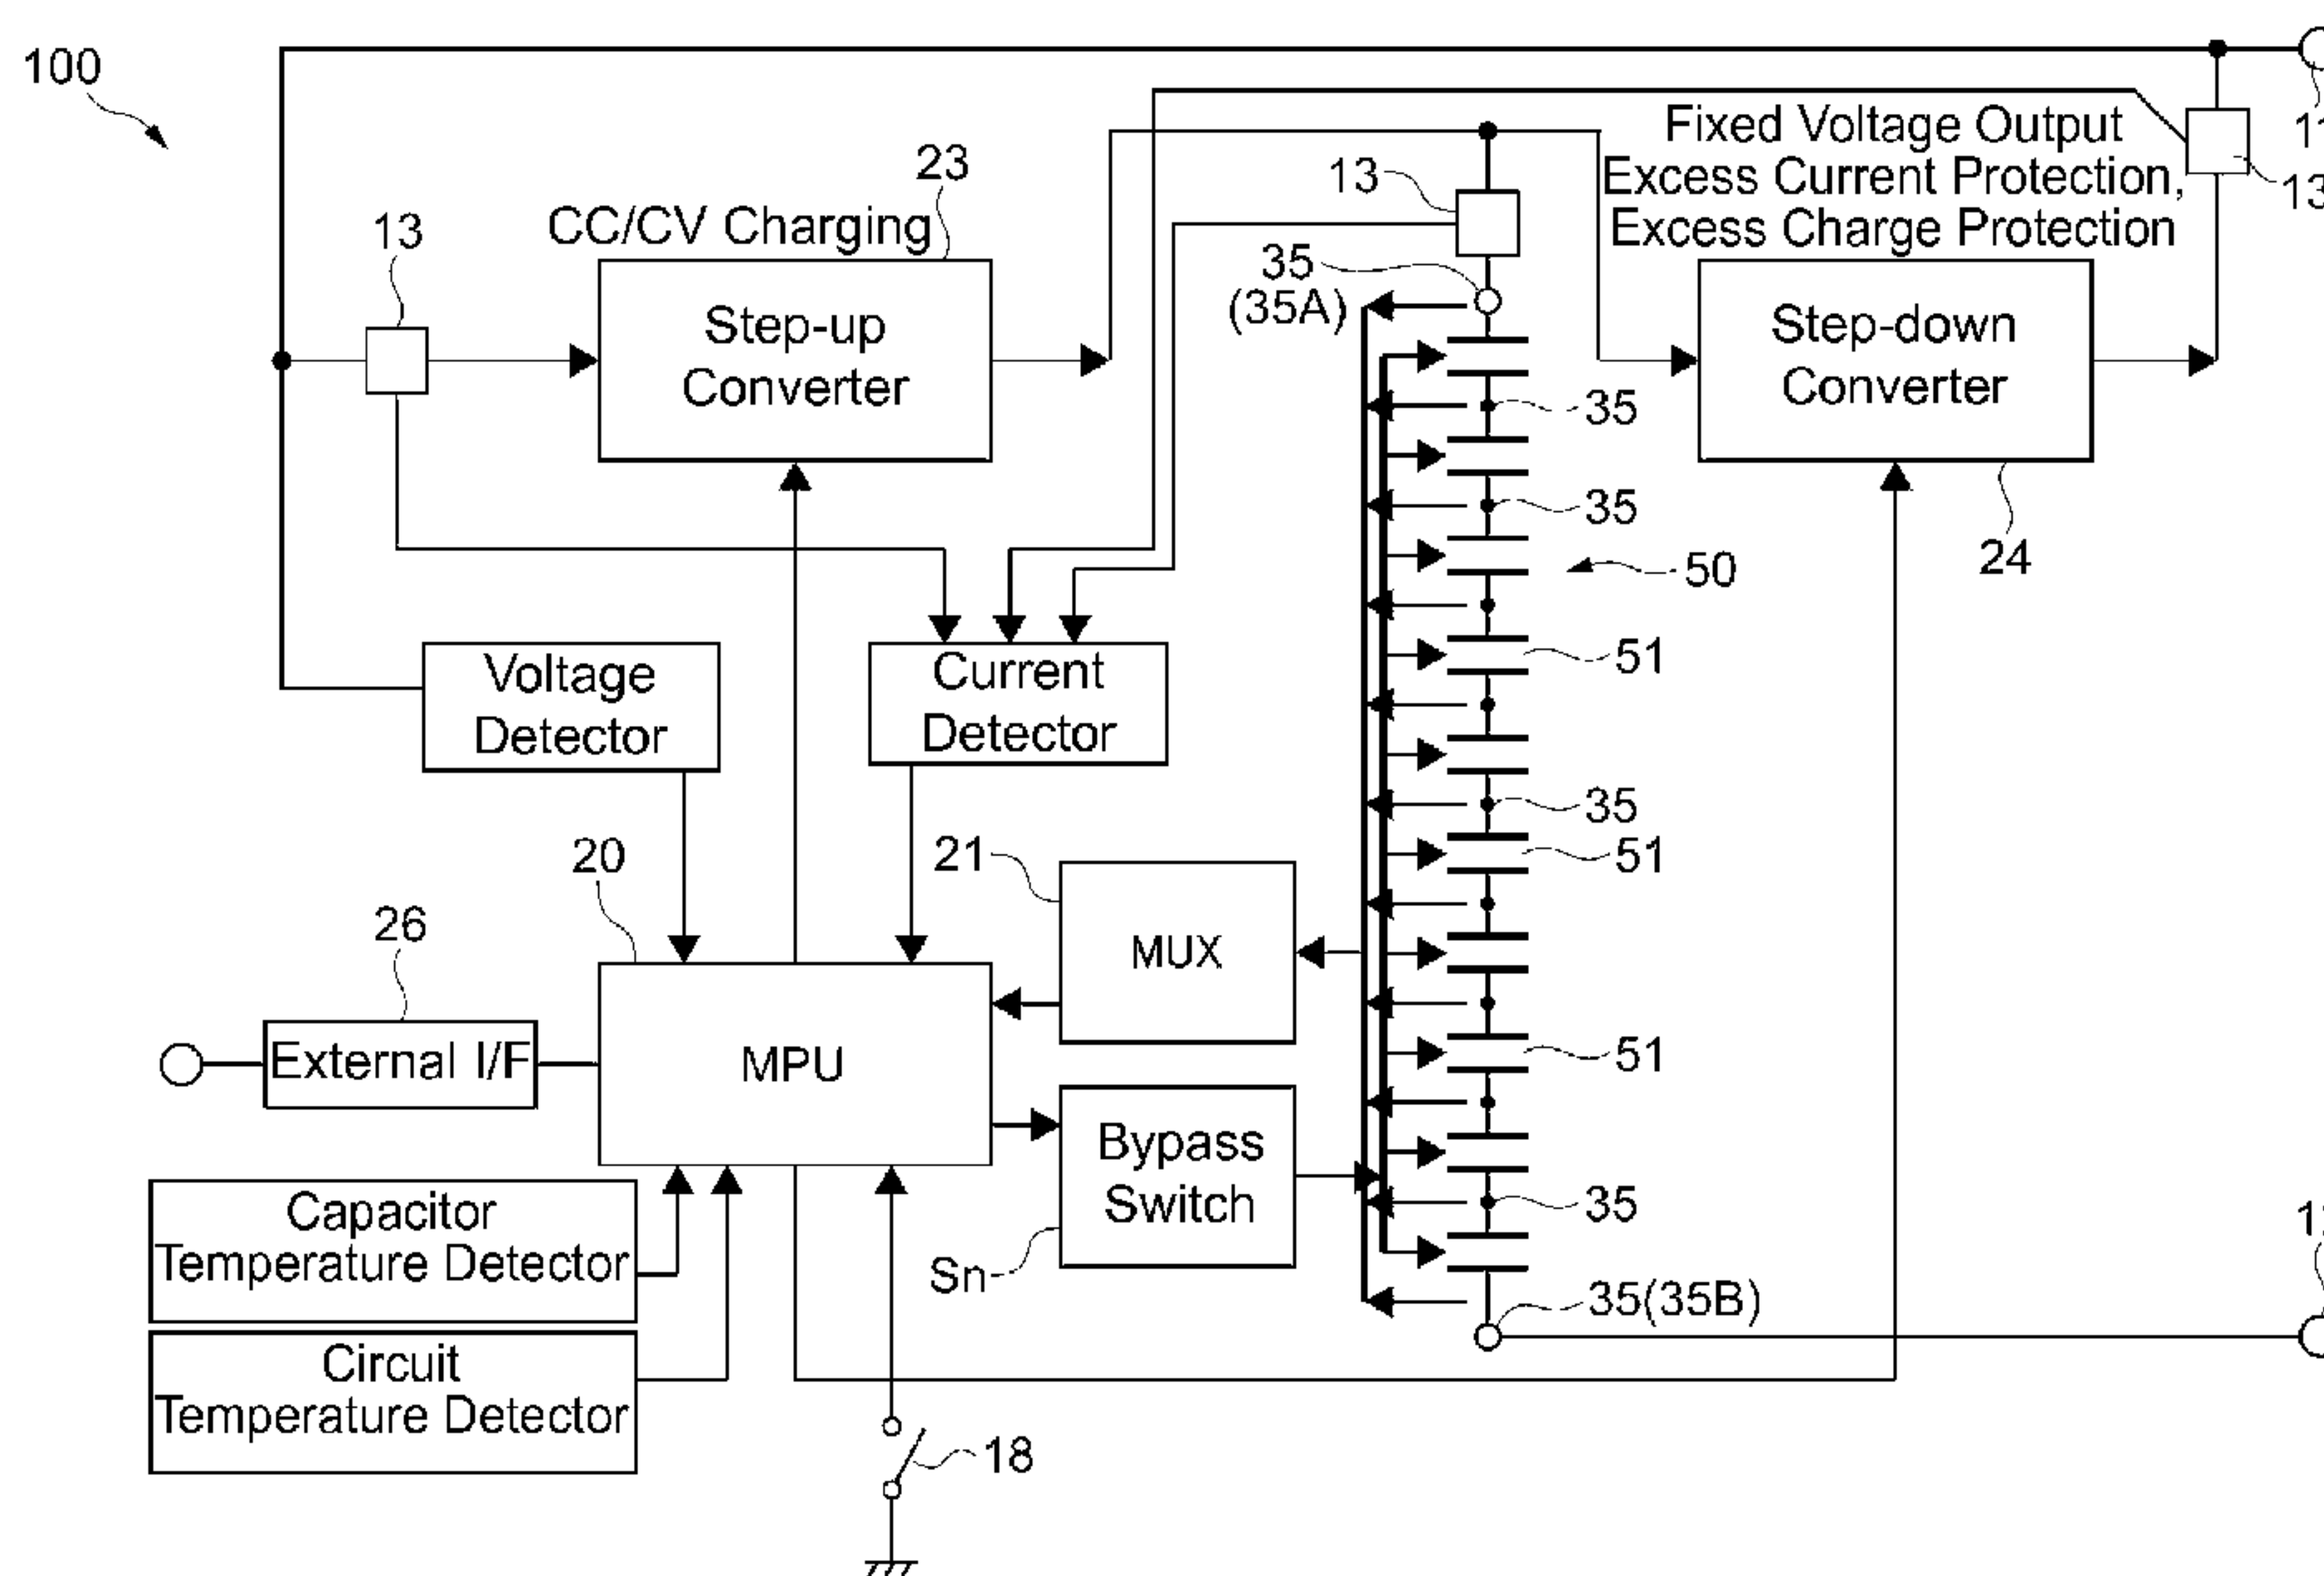 100
23
Fixed Voltage Output
13
Excess Current Protection,
13
CC/CV Charging
13
Excess Charge Protection
35
(35A)
Step-up
Converter
Step-down
Converter
35
35
24
50
Voltage
Detector
Current
Detector
51
35
20
21
51
26
MUX
External I/F
MPU
51
Bypass
Switch
Capacitor
Temperature Detector
35
Sn
35(35B)
Circuit
Temperature Detector
18